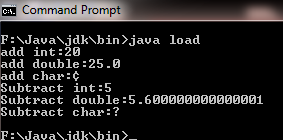 Command Prompt
F:\Java\jdk\bin>java load
add int:20
add double:25.0
add char:¢
Subtract int:5
Subtract double:5.600000000000001
Subtract char:?
F:\Java\jdk\bin>_